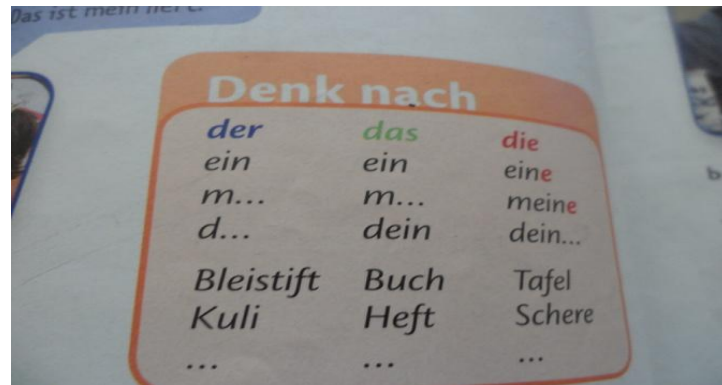 Das ist mein Heft.
Denk nach
der das die
ein ein eine
m... m... meine
d... dein dein...
Bleistift Buch Tafel
Kuli Heft Schere
... ... ...
b